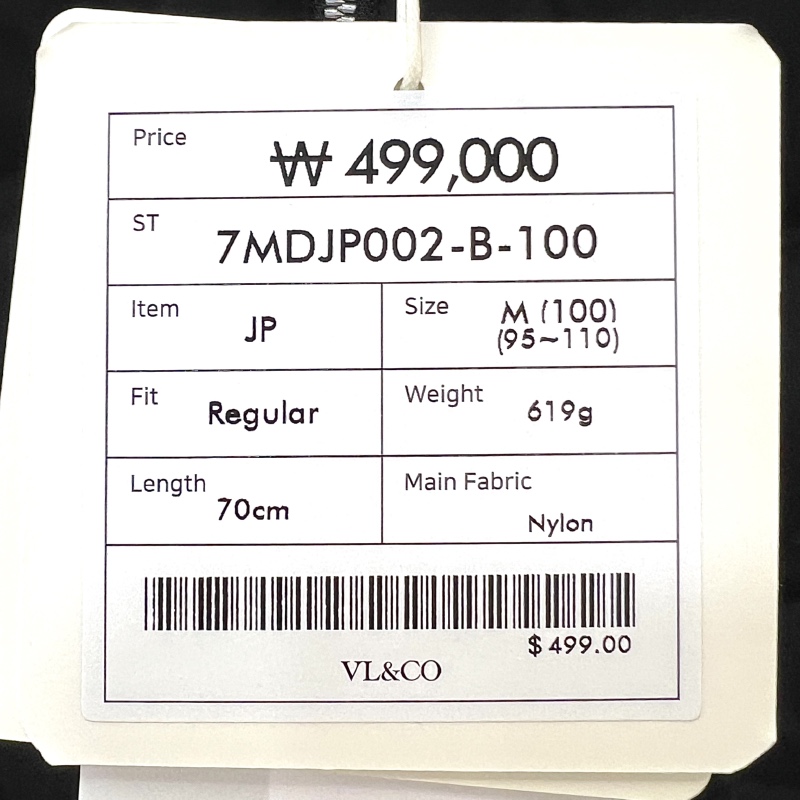 Price
₩ 499,000
ST
7MDJP002-B-100
Item
JP
Size
M (100)
(95~110)
Fit
Regular
Weight
619g
Length
70cm
Main Fabric
Nylon
$ 499.00
VL&CO